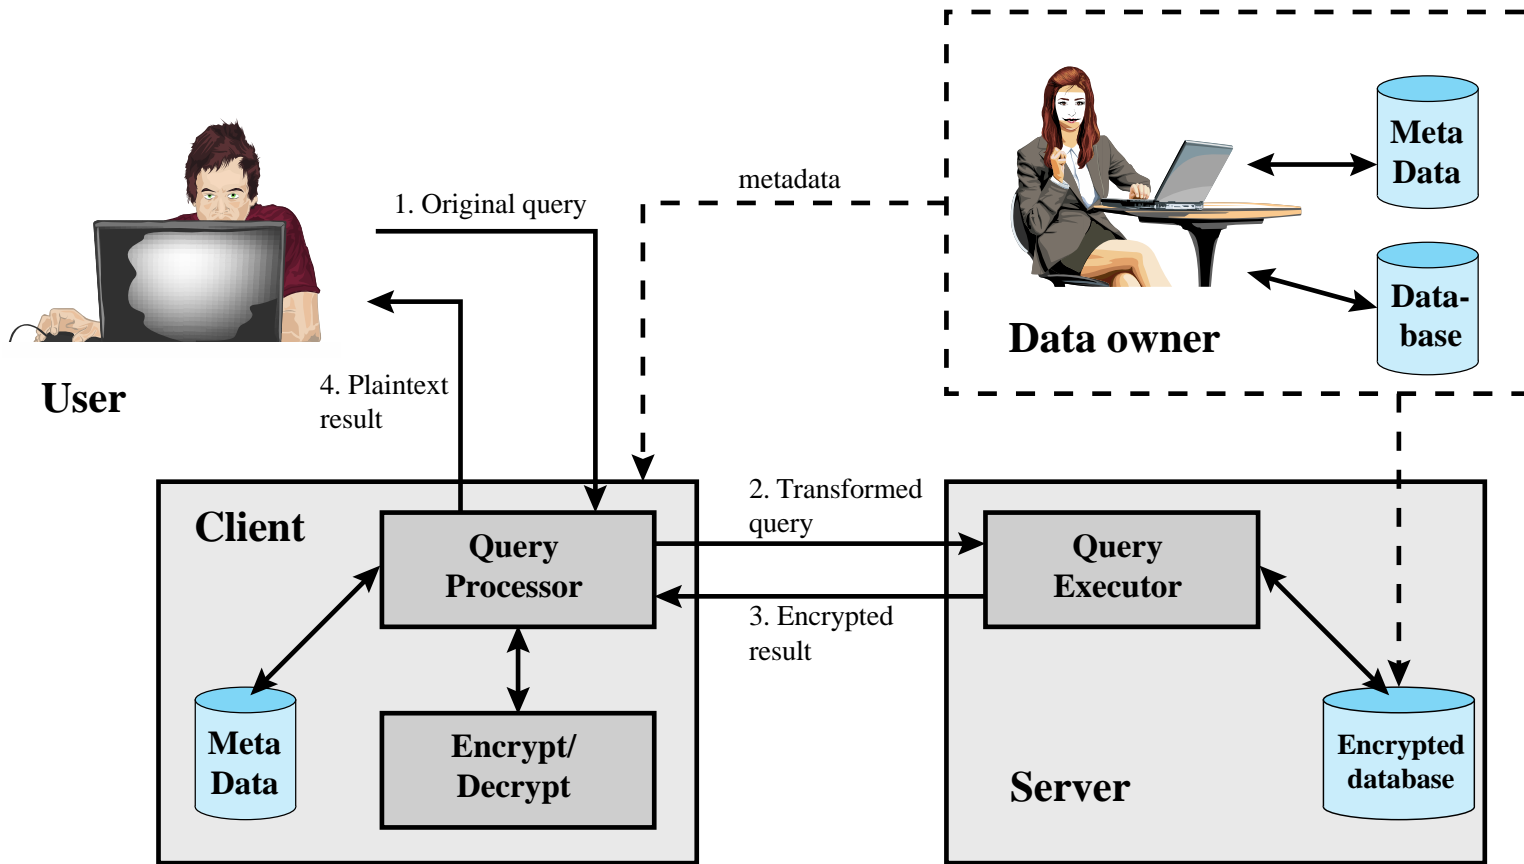 Meta
Data
metadata
1. Original query
Data-
base
Data owner
4. Plaintext
result
User
2. Transformed
query
Client
Query
Processor
Query
Executor
3. Encrypted
result
Meta
Data
Encrypt/
Decrypt
Encrypted
database
Server